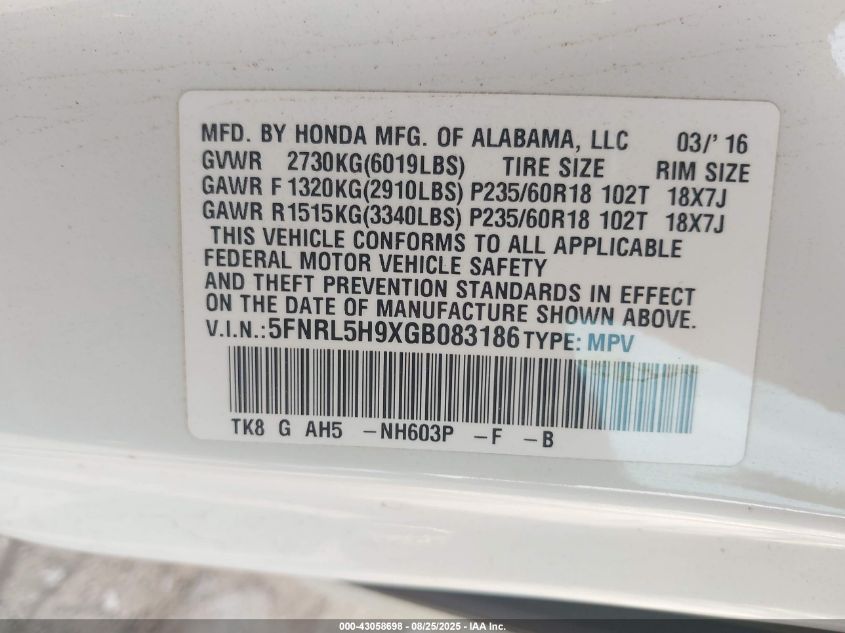 MFD. BY HONDA MFG. OF ALABAMA, LLC 03/' 16
GVWR 2730KG(6019LBS) TIRE SIZE RIM SIZE
GAWR F 1320KG(2910LBS) P235/60R18 102T 18X7J
GAWR R1515KG(3340LBS) P235/60R18 102T 18X7J
THIS VEHICLE CONFORMS TO ALL APPLICABLE
FEDERAL MOTOR VEHICLE SAFETY
AND THEFT PREVENTION STANDARDS IN EFFECT
ON THE DATE OF MANUFACTURE SHOWN ABOVE.
V.I.N.:5FNRL5H9XGB083186 TYPE: MPV
TK8 G AH5 -NH603P -F -B
000-43058698 - 08/25/2025 - IAA Inc.